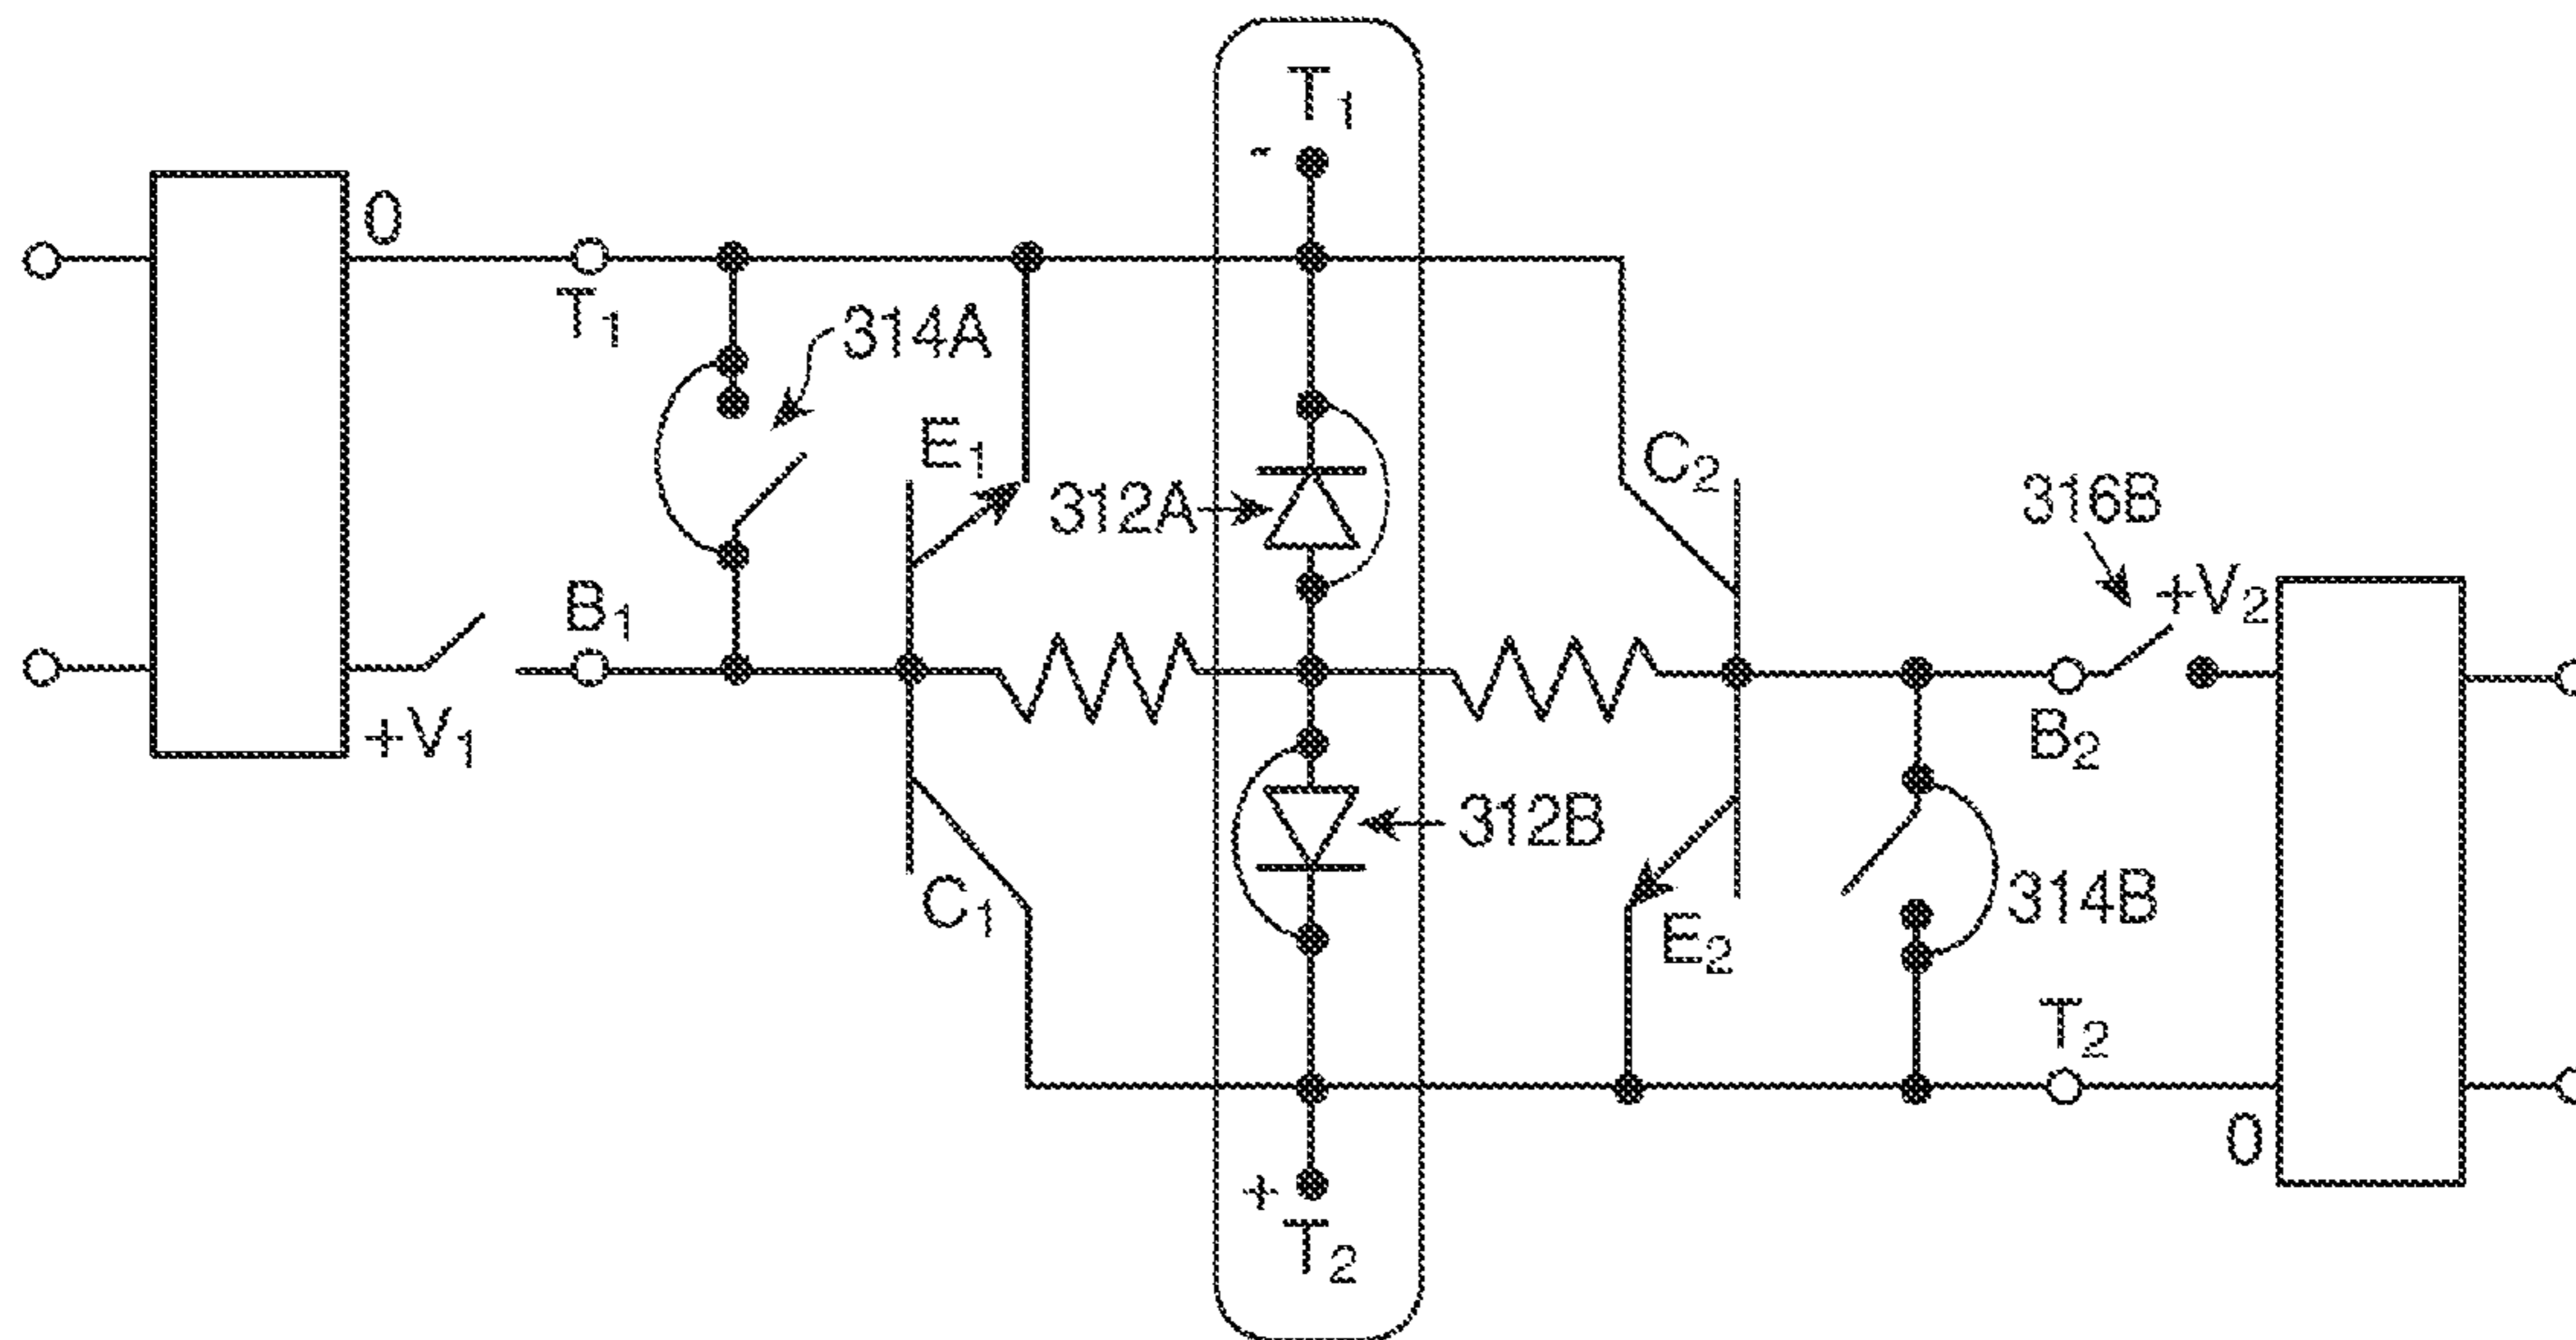 T₁
-
0
T₁
314A
E₁
C₂
312A
316B
+V₂
B₁
+V₁
B₂
312B
C₁
E₂
314B
T₂
0
+
T₂